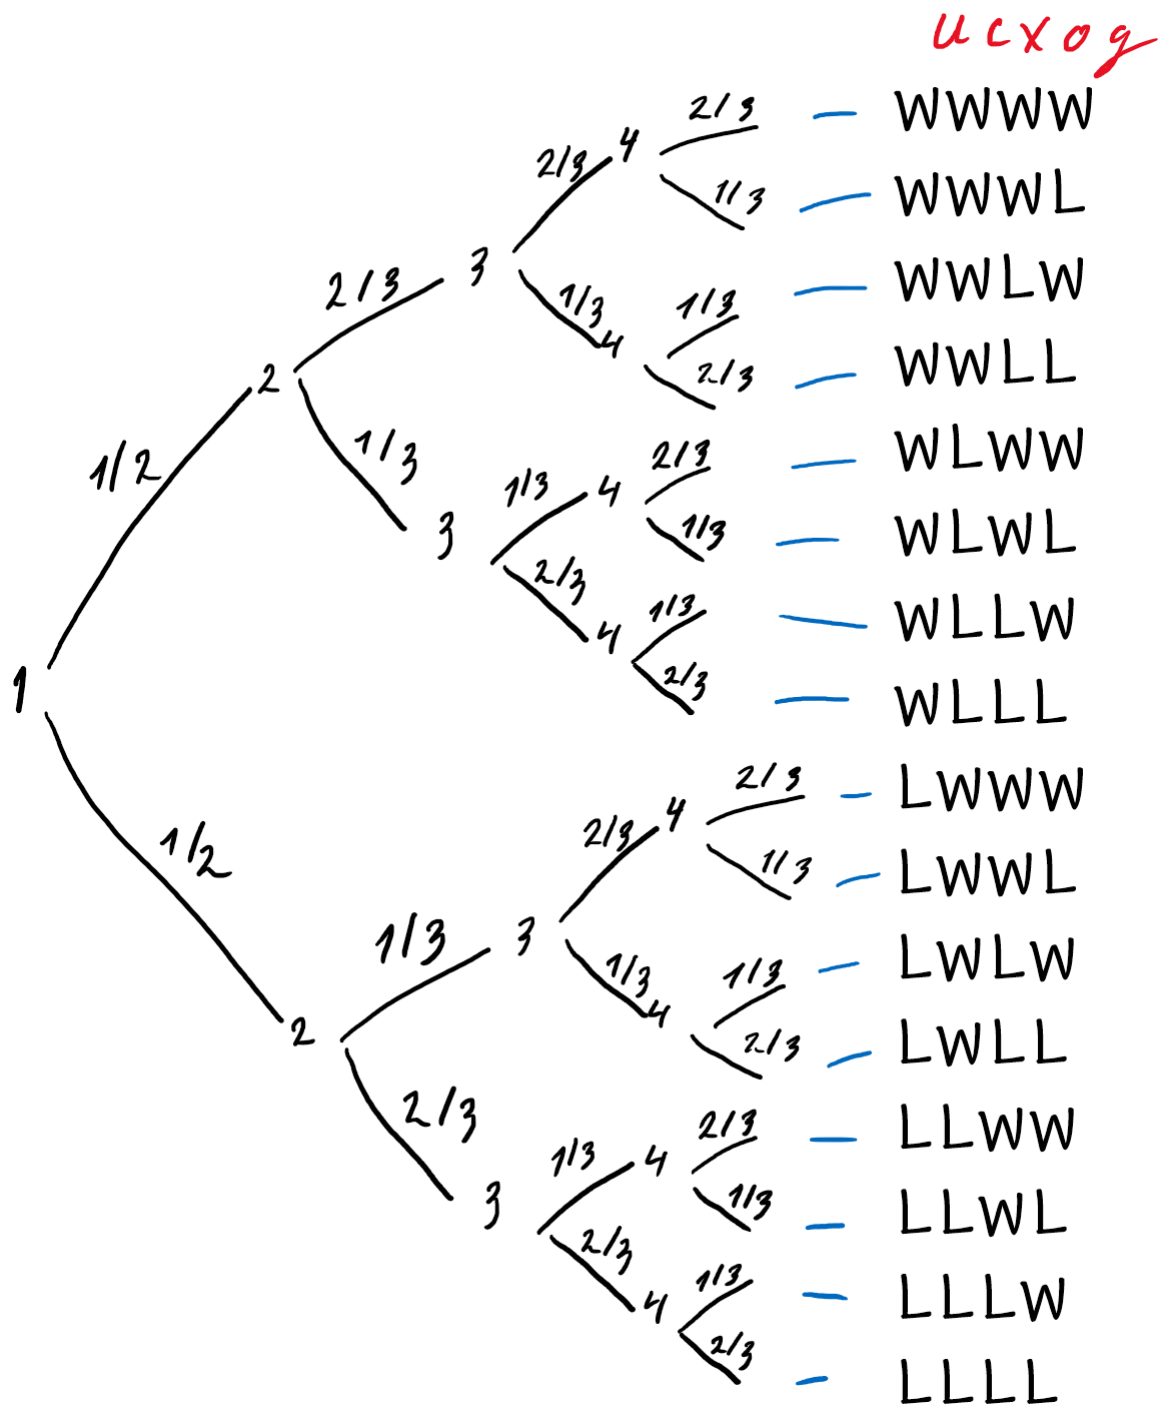 исход
2/3 — WWWW
4
2/3
1/3 — WWWL
3
2/3 1/3 1/3 — WWLW
4
2 2/3 — WWLL
1/3 2/3 — WLWW
1/2
1/3 4
3 1/3 — WLWL
2/3
4 1/3 — WLLW
1 2/3 — WLLL
2/3 — LWWW
4
1/2 2/3
1/3 — LWWL
1/3 3
1/3 1/3 — LWLW
4
2 2/3 — LWLL
2/3 2/3 — LLWW
1/3 4
3 1/3 — LLWL
2/3
4 1/3 — LLLW
2/3 — LLLL